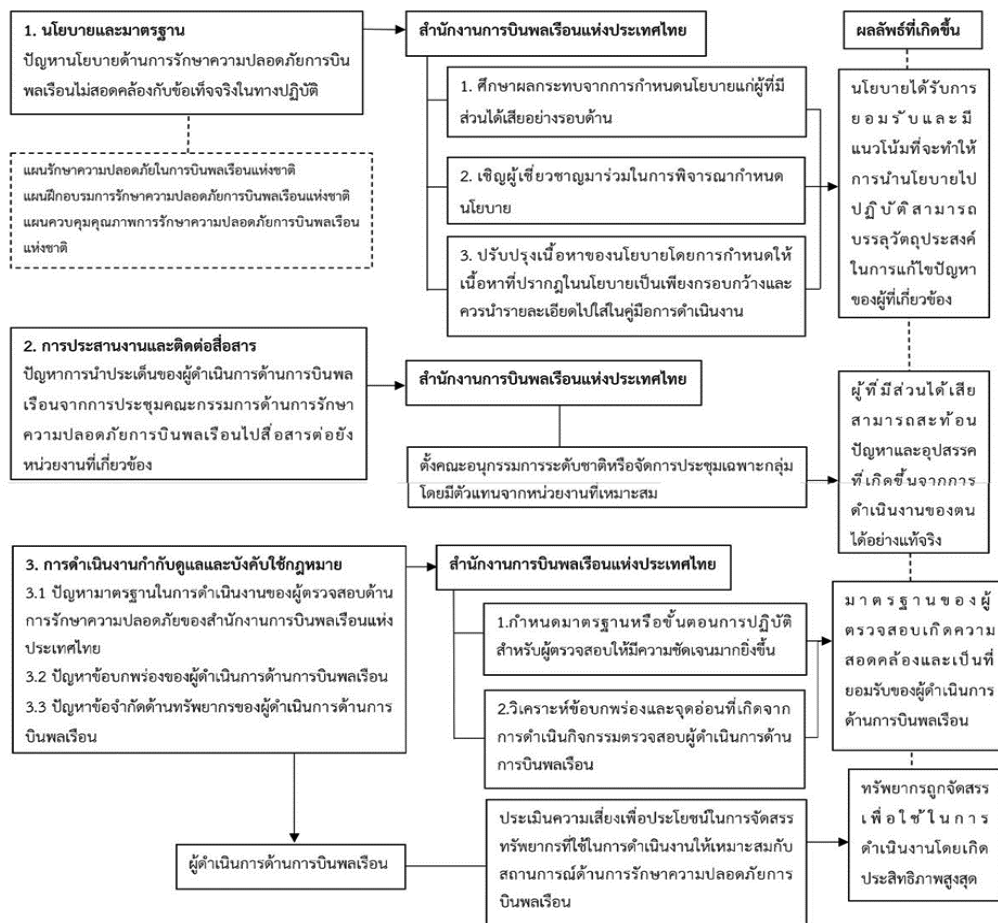 1. นโยบายและมาตรฐาน
ปัญหานโยบายด้านการรักษาความปลอดภัยการบิน
พลเรือนไม่สอดคล้องกับข้อเท็จจริงในทางปฏิบัติ
แผนรักษาความปลอดภัยในการบินพลเรือนแห่งชาติ
แผนฝึกอบรมการรักษาความปลอดภัยการบินพลเรือนแห่งชาติ
แผนควบคุมคุณภาพการรักษาความปลอดภัยการบินพลเรือน
แห่งชาติ
สำนักงานการบินพลเรือนแห่งประเทศไทย
1. ศึกษาผลกระทบจากการกำหนดนโยบายแก่ผู้ที่มี
ส่วนได้เสียอย่างรอบด้าน
2. เชิญผู้เชี่ยวชาญมาร่วมในการพิจารณากำหนด
นโยบาย
3. ปรับปรุงเนื้อหาของนโยบายโดยการกำหนดให้
เนื้อหาที่ปรากฏในนโยบายเป็นเพียงกรอบกว้างและ
ควรนำรายละเอียดไปใส่ในคู่มือการดำเนินงาน
ผลลัพธ์ที่เกิดขึ้น
นโยบายได้รับการ
ยอมรับและมี
แนวโน้มที่จะทำให้
การนำนโยบายไป
ปฏิบัติสามารถ
บรรลุวัตถุประสงค์
ในการแก้ไขปัญหา
ของผู้ที่เกี่ยวข้อง
2. การประสานงานและติดต่อสื่อสาร
ปัญหาการนำประเด็นของผู้ดำเนินการด้านการบินพล
เรือนจากการประชุมคณะกรรมการด้านการรักษา
ความปลอดภัยการบินพลเรือนไปสื่อสารต่อยัง
หน่วยงานที่เกี่ยวข้อง
สำนักงานการบินพลเรือนแห่งประเทศไทย
ตั้งคณะอนุกรรมการระดับชาติหรือจัดการประชุมเฉพาะกลุ่ม
โดยมีตัวแทนจากหน่วยงานที่เหมาะสม
ผู้ที่มีส่วนได้เสีย
สามารถสะท้อน
ปัญหาและอุปสรรค
ที่เกิดขึ้นจากการ
ดำเนินงานของตน
ได้อย่างแท้จริง
3. การดำเนินงานกำกับดูแลและบังคับใช้กฎหมาย
3.1 ปัญหามาตรฐานในการดำเนินงานของผู้ตรวจสอบด้าน
การรักษาความปลอดภัยของสำนักงานการบินพลเรือนแห่ง
ประเทศไทย
3.2 ปัญหาข้อบกพร่องของผู้ดำเนินการด้านการบินพลเรือน
3.3 ปัญหาข้อจำกัดด้านทรัพยากรของผู้ดำเนินการด้านการ
บินพลเรือน
สำนักงานการบินพลเรือนแห่งประเทศไทย
1.กำหนดมาตรฐานหรือขั้นตอนการปฏิบัติ
สำหรับผู้ตรวจสอบให้มีความชัดเจนมากยิ่งขึ้น
2.วิเคราะห์ข้อบกพร่องและจุดอ่อนที่เกิดจาก
การดำเนินกิจกรรมตรวจสอบผู้ดำเนินการด้าน
การบินพลเรือน
มาตรฐานของผู้
ตรวจสอบเกิดความ
สอดคล้องและเป็นที่
ยอมรับของผู้ดำเนินการ
ด้านการบินพลเรือน
ผู้ดำเนินการด้านการบินพลเรือน
ประเมินความเสี่ยงเพื่อประโยชน์ในการจัดสรร
ทรัพยากรที่ใช้ในการดำเนินงานให้เหมาะสมกับ
สถานการณ์ด้านการรักษาความปลอดภัยการ
บินพลเรือน
ทรัพยากรถูกจัดสรร
เพื่อใช้ในการ
ดำเนินงานโดยเกิด
ประสิทธิภาพสูงสุด